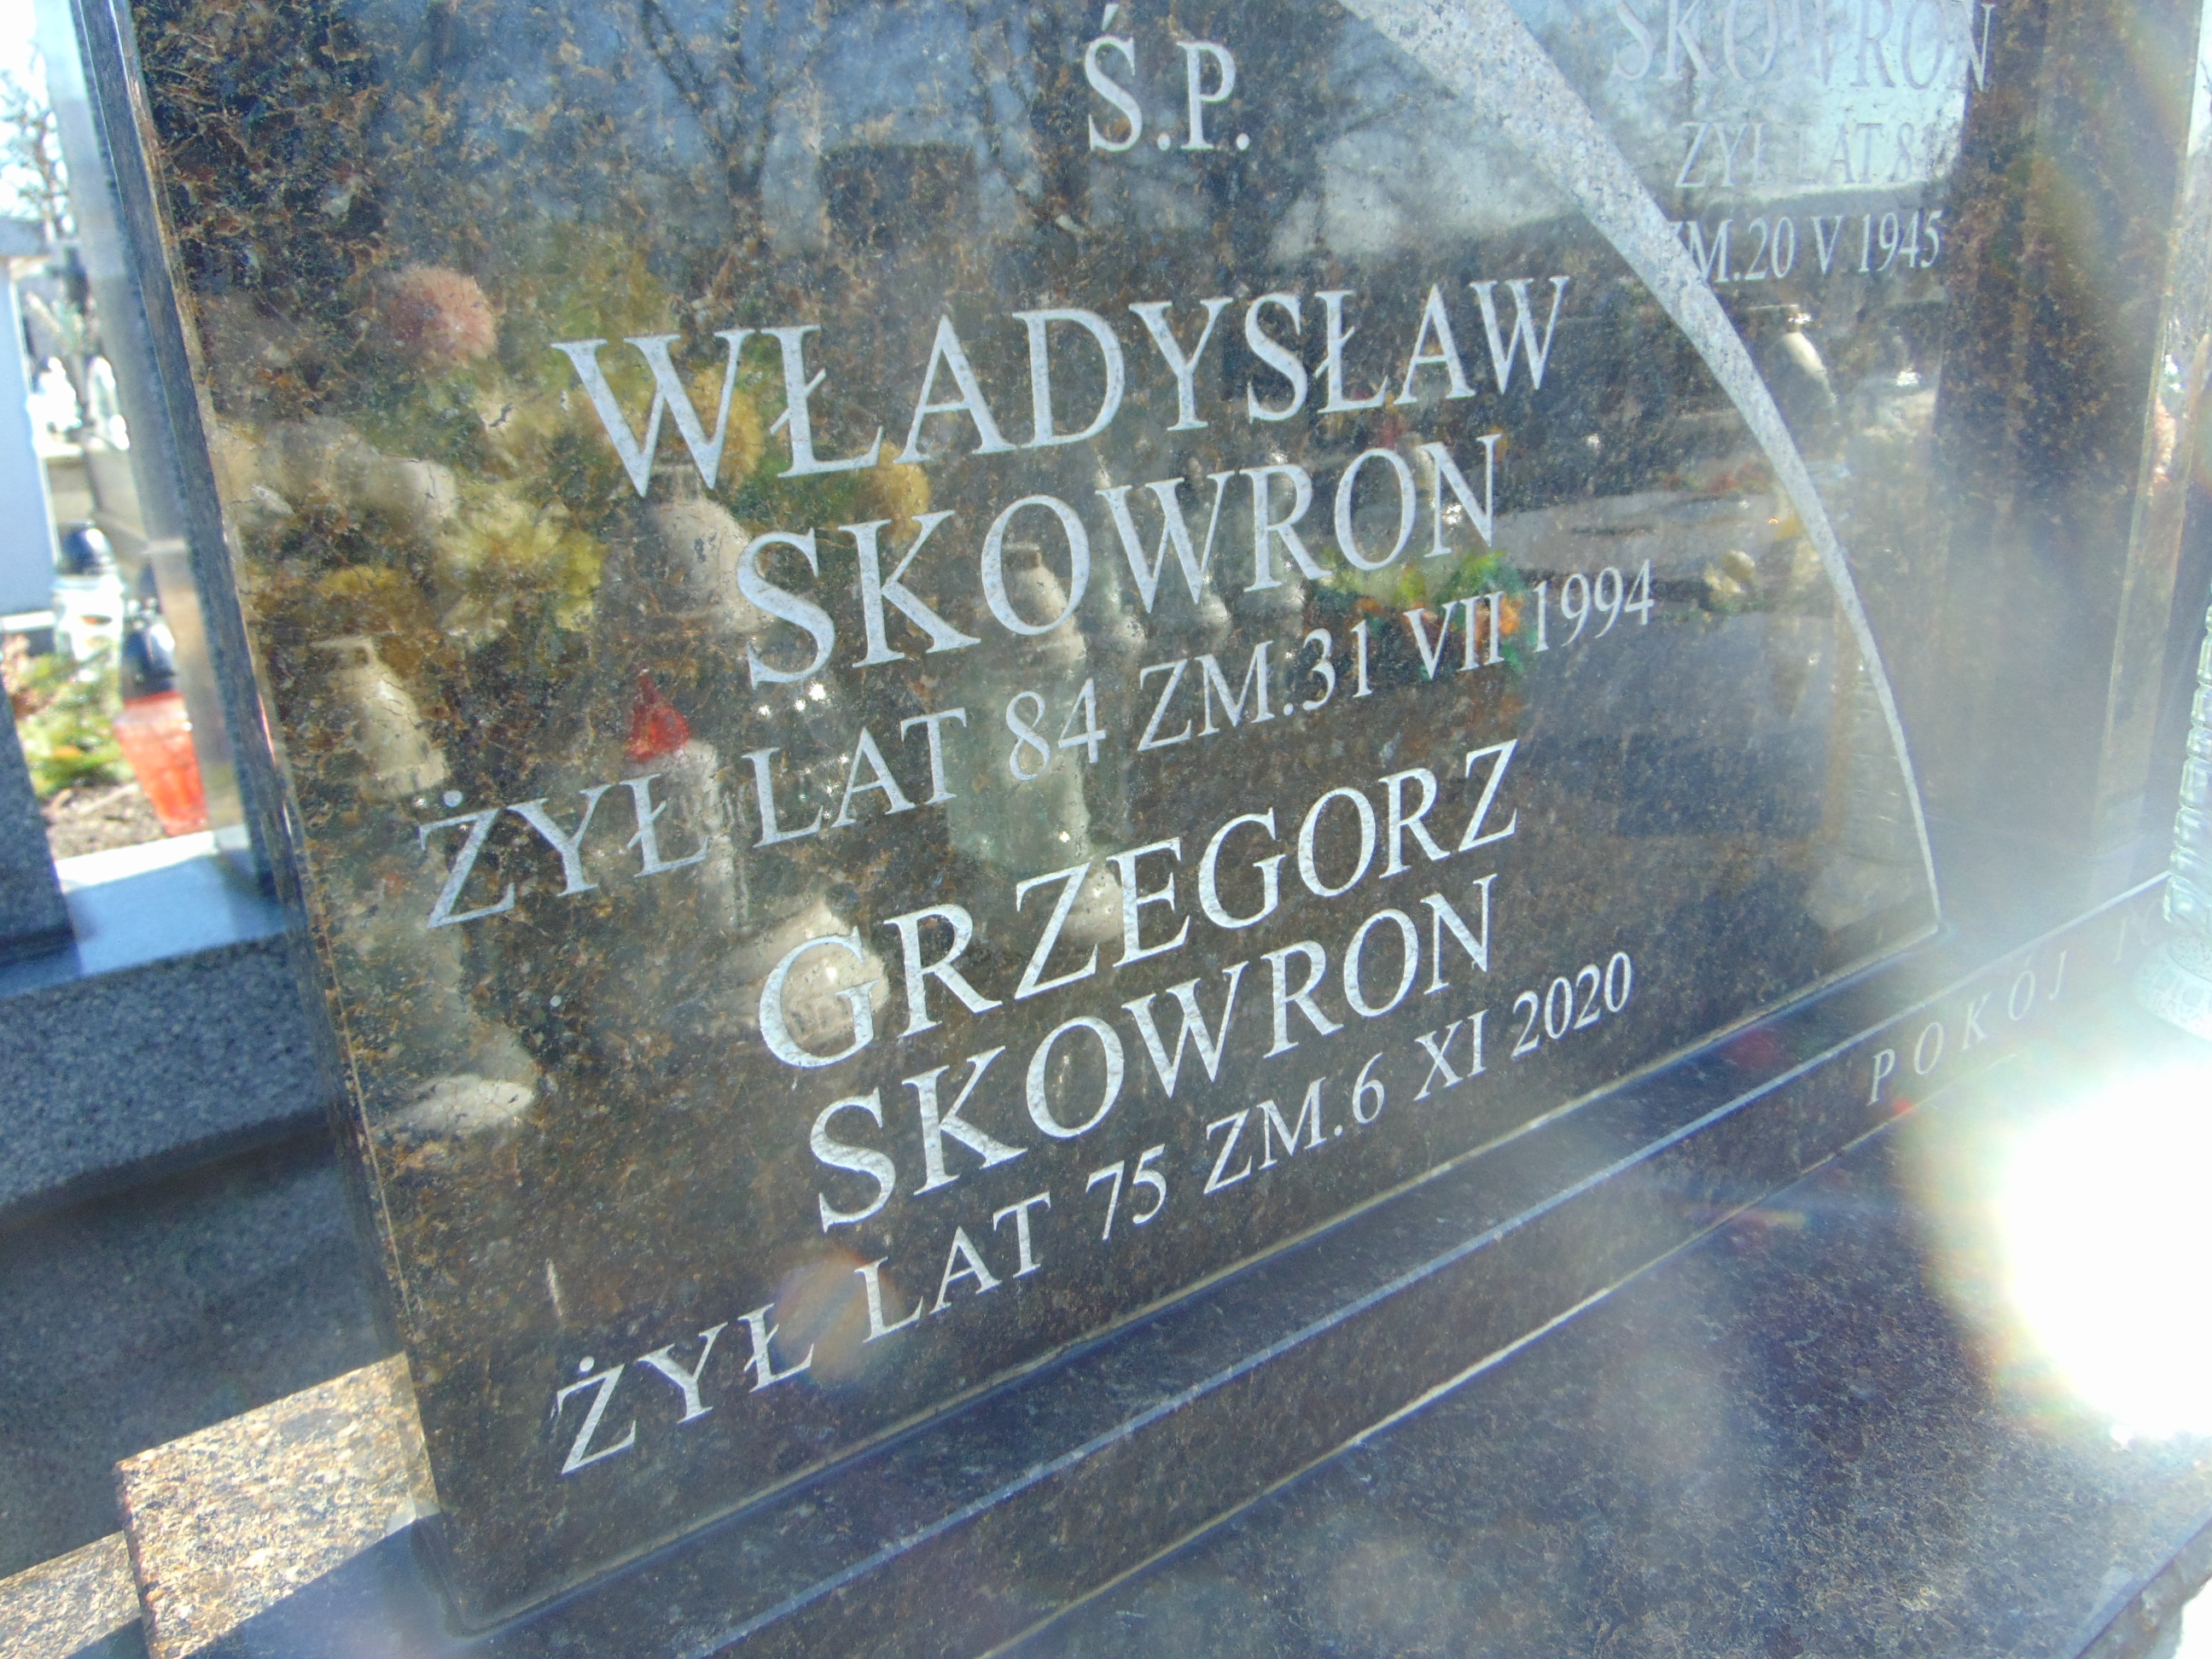 Ś.P.
WŁADYSŁAW
SKOWRON
ŻYŁ LAT 84 ZM.31 VII 1994
GRZEGORZ
SKOWRON
ŻYŁ LAT 75 ZM.6 XI 2020
SKOWRON
ŻYŁ LAT
ZM.20 V 1945
POKÓJ